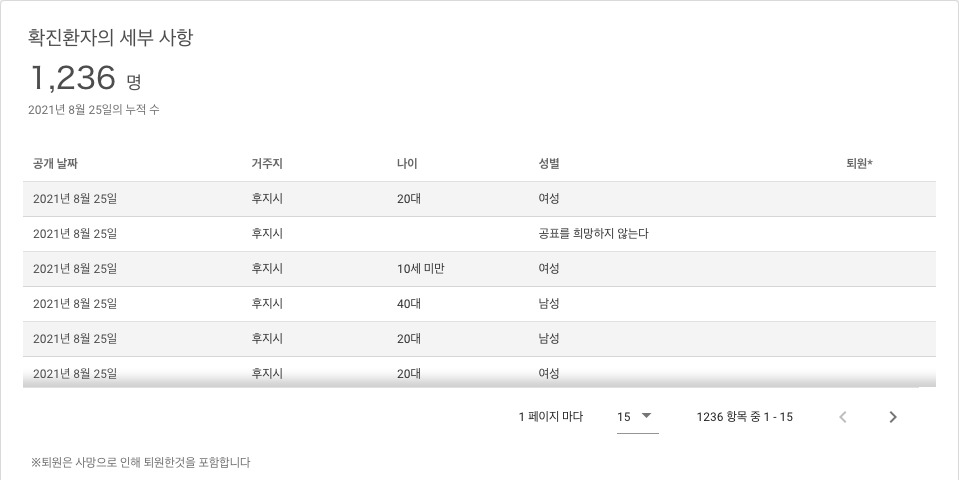 확진환자의 세부 사항
1,236 명
2021년 8월 25일의 누적 수
공개 날짜 거주지 나이 성별 퇴원*
2021년 8월 25일 후지시 20대 여성
2021년 8월 25일 후지시 공표를 희망하지 않는다
2021년 8월 25일 후지시 10세 미만 여성
2021년 8월 25일 후지시 40대 남성
2021년 8월 25일 후지시 20대 남성
2021년 8월 25일 후지시 20대 여성
1 페이지 마다 15 1236 항목 중 1 - 15
※퇴원은 사망으로 인해 퇴원한것을 포함합니다